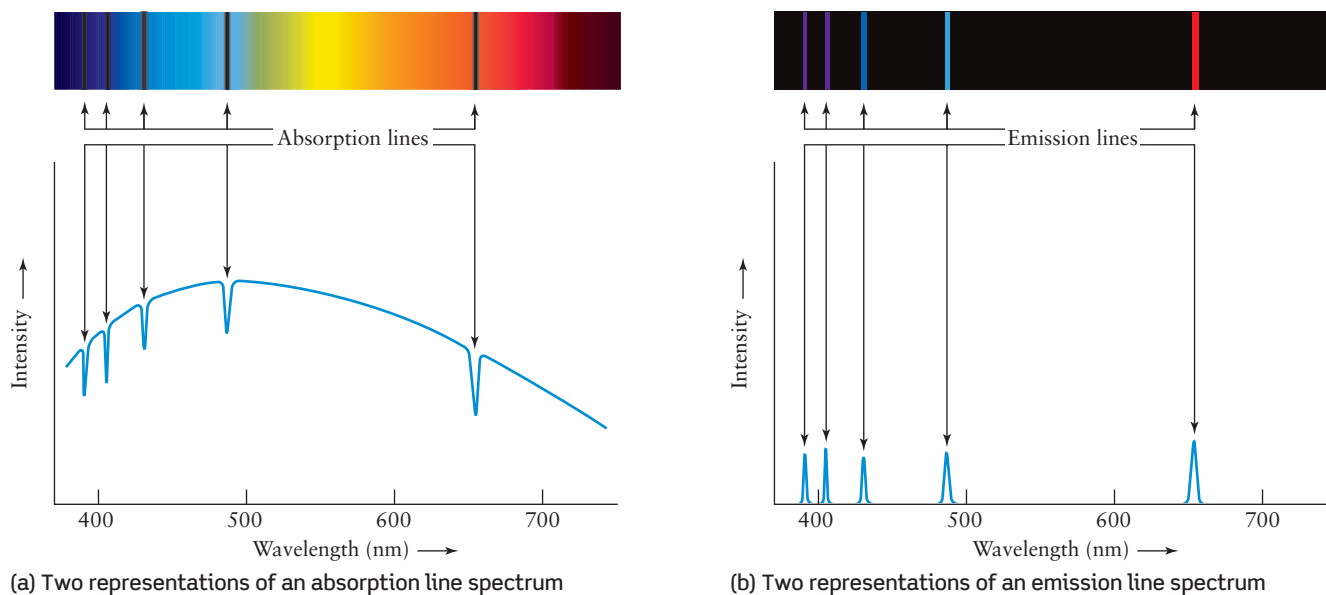 Absorption lines
Intensity
400 500 600 700
Wavelength (nm)
(a) Two representations of an absorption line spectrum
Emission lines
Intensity
400 500 600 700
Wavelength (nm)
(b) Two representations of an emission line spectrum